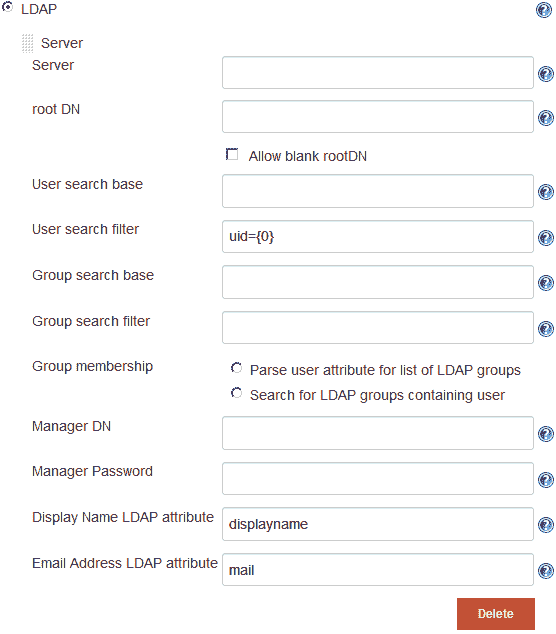 LDAP
Server
Server
root DN
Allow blank rootDN
User search base
User search filter uid={0}
Group search base
Group search filter
Group membership Parse user attribute for list of LDAP groups
Search for LDAP groups containing user
Manager DN
Manager Password
Display Name LDAP attribute displayname
Email Address LDAP attribute mail
Delete